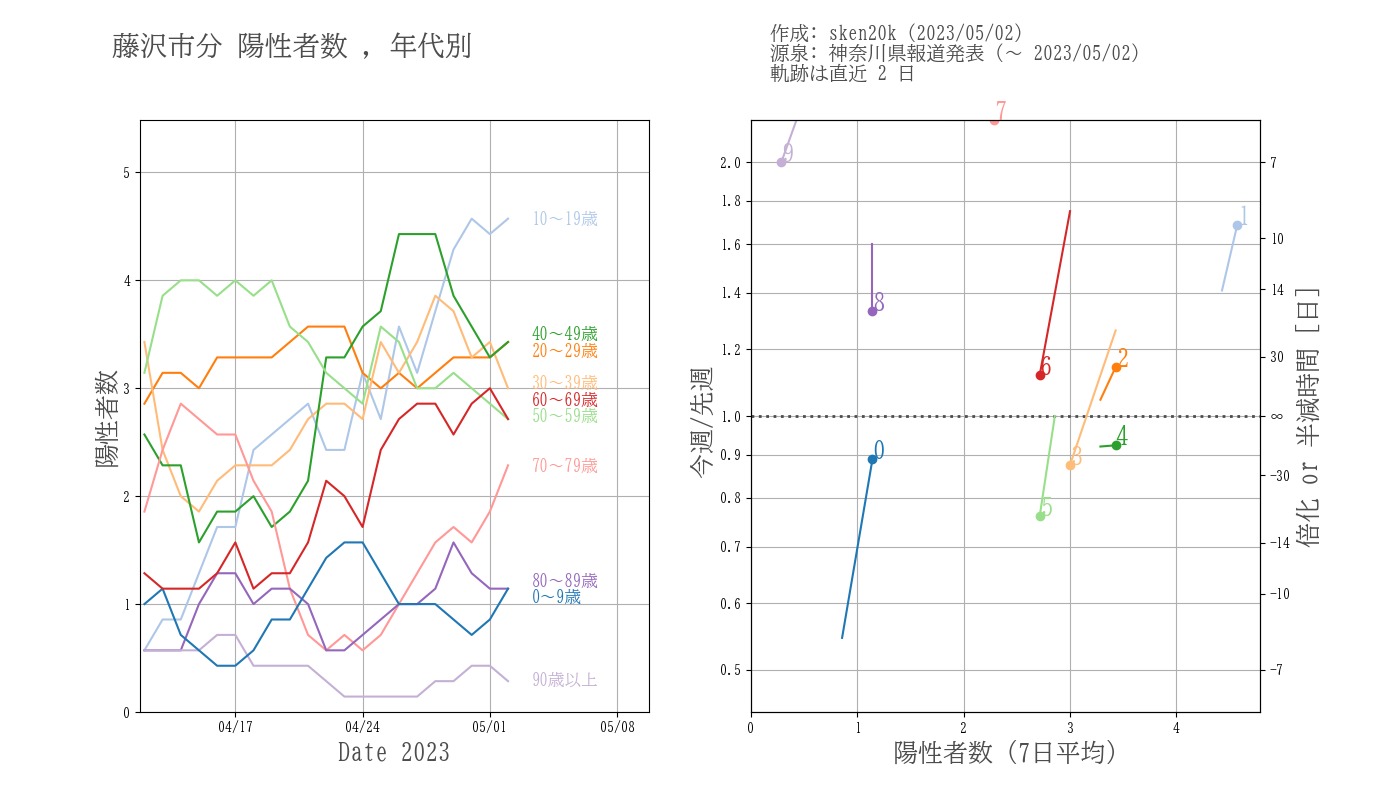 藤沢市分 陽性者数 , 年代別
作成: sken20k (2023/05/02)
源泉: 神奈川県報道発表 (～ 2023/05/02)
軌跡は直近 2 日
陽性者数
5
4
3
2
1
0
10～19歳
40～49歳
20～29歳
30～39歳
60～69歳
50～59歳
70～79歳
80～89歳
0～9歳
90歳以上
04/17
04/24
05/01
05/08
Date 2023
今週/先週
2.0
1.8
1.6
1.4
1.2
1.0
0.9
0.8
0.7
0.6
0.5
7
9
1
8
6
2
4
3
0
5
7
10
14
30
∞
-30
-14
-10
-7
倍化 or 半減時間 [日]
0
1
2
3
4
陽性者数 (7日平均)